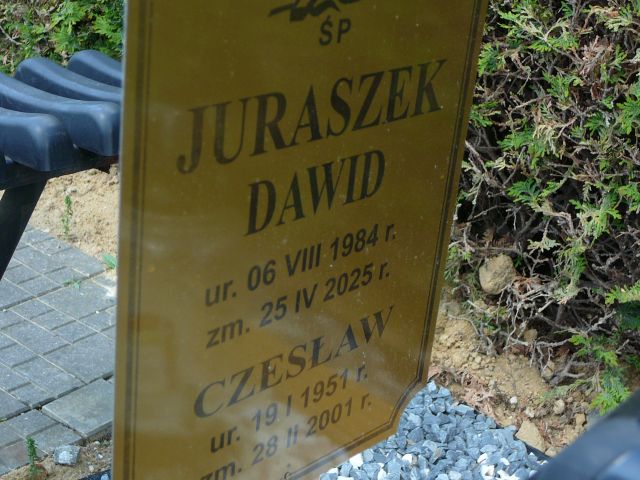 ŚP
JURASZEK
DAWID
ur. 06 VIII 1984 r.
zm. 25 IV 2025 r.
CZESŁAW
ur. 19 I 1951 r.
zm. 28 II 2001 r.